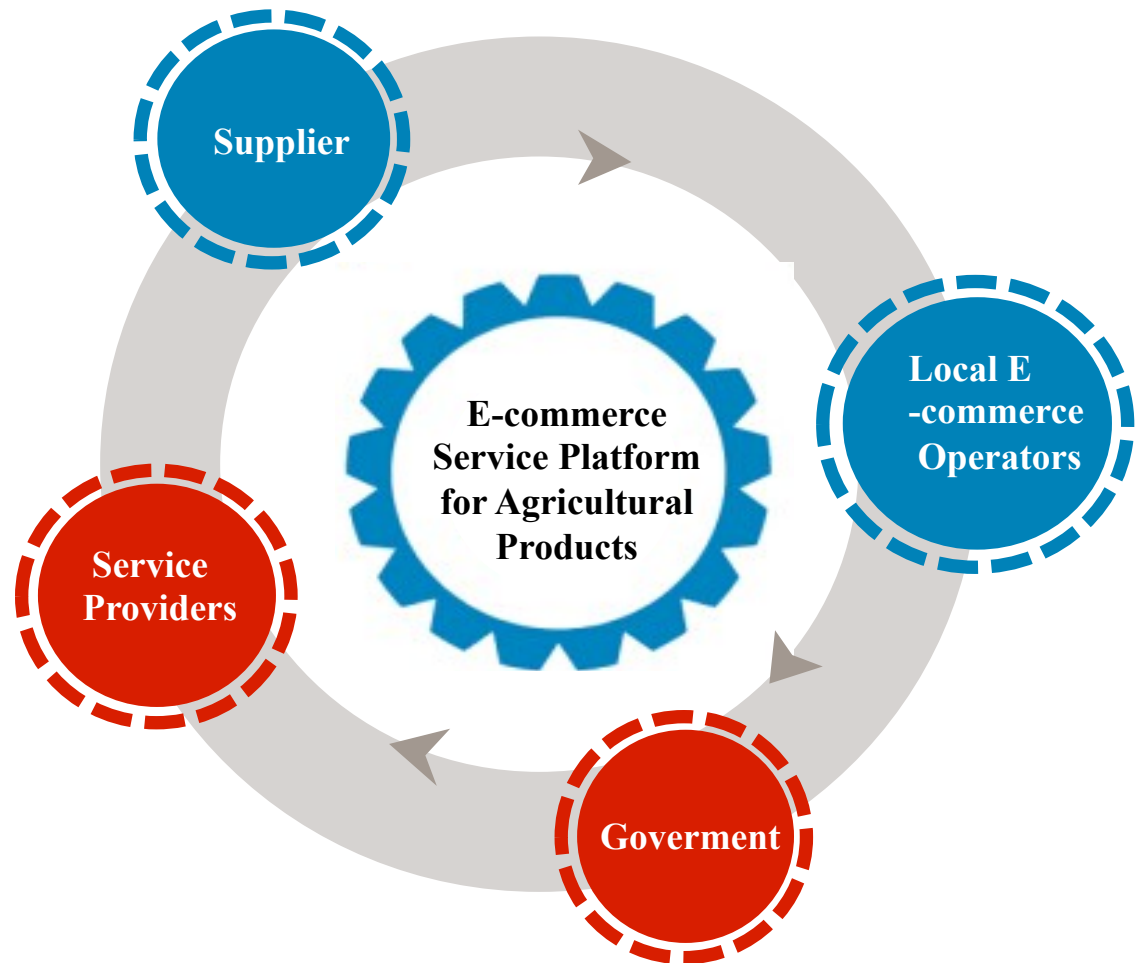 Supplier
Local E
-commerce
Operators
E-commerce
Service Platform
for Agricultural
Products
Service
Providers
Goverment